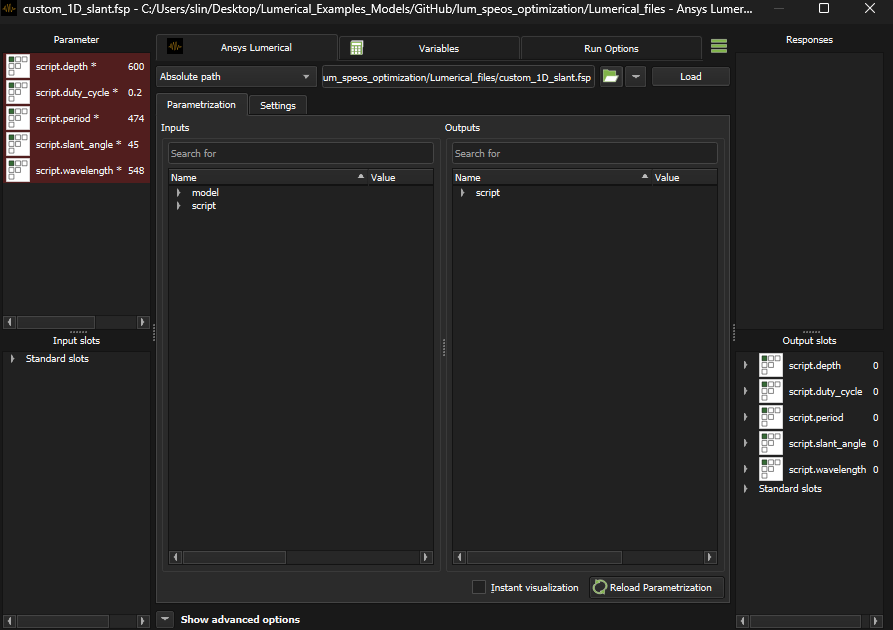 custom_1D_slant.fsp - C:/Users/slin/Desktop/Lumerical_Examples_Models/GitHub/lum_speos_optimization/Lumerical_files - Ansys Lumer...
Parameter
script.depth * 600
script.duty_cycle * 0.2
script.period * 474
script.slant_angle * 45
script.wavelength * 548
Input slots
Standard slots
Ansys Lumerical
Variables
Run Options
Absolute path
um_speos_optimization/Lumerical_files/custom_1D_slant.fsp
Load
Parametrization
Settings
Inputs
Search for
Name Value
model
script
Outputs
Search for
Name Value
script
Instant visualization
Reload Parametrization
Show advanced options
Responses
Output slots
script.depth 0
script.duty_cycle 0
script.period 0
script.slant_angle 0
script.wavelength 0
Standard slots